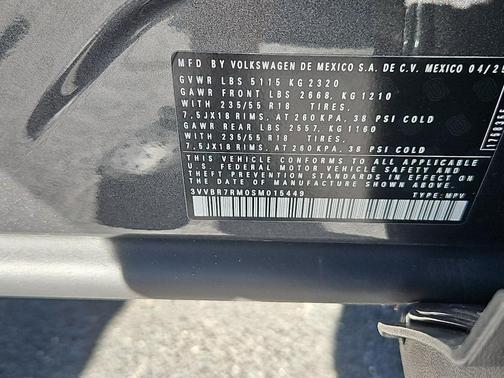 MFD BY VOLKSWAGEN DE MEXICO S.A. DE C.V. MEXICO 04/25
GVWR LBS 5115 KG2320
GAWR FRONT LBS 2668, KG1210
WITH 235/55 R18 TIRES,
7,5JX18 RIMS, AT 260KPA, 38 PSI COLD
GAWR REAR LBS 2557, KG 1160
WITH 235/55 R18 TIRES,
7,5JX18 RIMS, AT 260KPA, 38 PSI COLD
THIS VEHICLE CONFORMS TO ALL APPLICABLE
U.S. FEDERAL MOTOR VEHICLE SAFETY AND
THEFT PREVENTION STANDARDS IN EFFECT ON
THE DATE OF MANUFACTURE SHOWN ABOVE.
3VVBR7RM0SM015449
TYPE: MPV